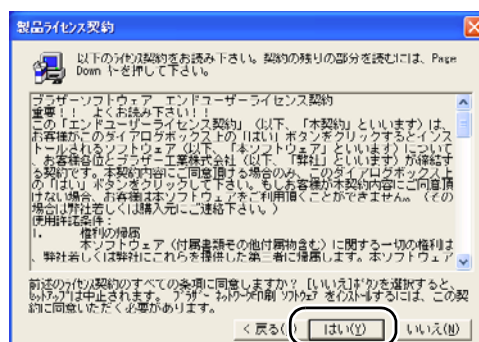 製品ライセンス契約
以下のﾗｲｾﾝｽ契約をお読み下さい。契約の残りの部分を読むには、Page
Down ｷｰを押して下さい。
ブラザーソフトウェア エンドユーザーライセンス契約
重要！！ よくお読み下さい！！
この「エンドユーザーライセンス契約」（以下、「本契約」といいます）は、
お客様がこのダイアログボックス上の「はい」ボタンをクリックするとインス
トールされるソフトウェア（以下、「本ソフトウェア」といいます）について
、お客様各位とブラザー工業株式会社（以下、「弊社」といいます）が締結す
る契約です。本契約内容にご同意頂ける場合のみ、このダイアログボックス上
の「はい」ボタンをクリックして下さい。もしお客様が本契約内容にご同意頂
けない場合、お客様は本ソフトウェアをご利用頂くことができません。（その
場合は弊社若しくは購入元にご連絡下さい。）
使用許諾条件：
1. 権利の帰属
本ソフトウェア（付属書類その他付属物含む）に関する一切の権利は
、弊社若しくは弊社にこれらを提供した第三者に帰属します。本ソフトウェア
前述のﾗｲｾﾝｽ契約のすべての条項に同意しますか？［いいえ］ﾎﾞﾀﾝを選択すると、
ｾｯﾄｱｯﾌﾟは中止されます。 ﾌﾞﾗｻﾞｰ ﾈｯﾄﾜｰｸ印刷 ｿﾌﾄｳｪｱ をｲﾝｽﾄｰﾙするには、この契
約に同意いただく必要があります。
< 戻る( はい(Y) いいえ(N)